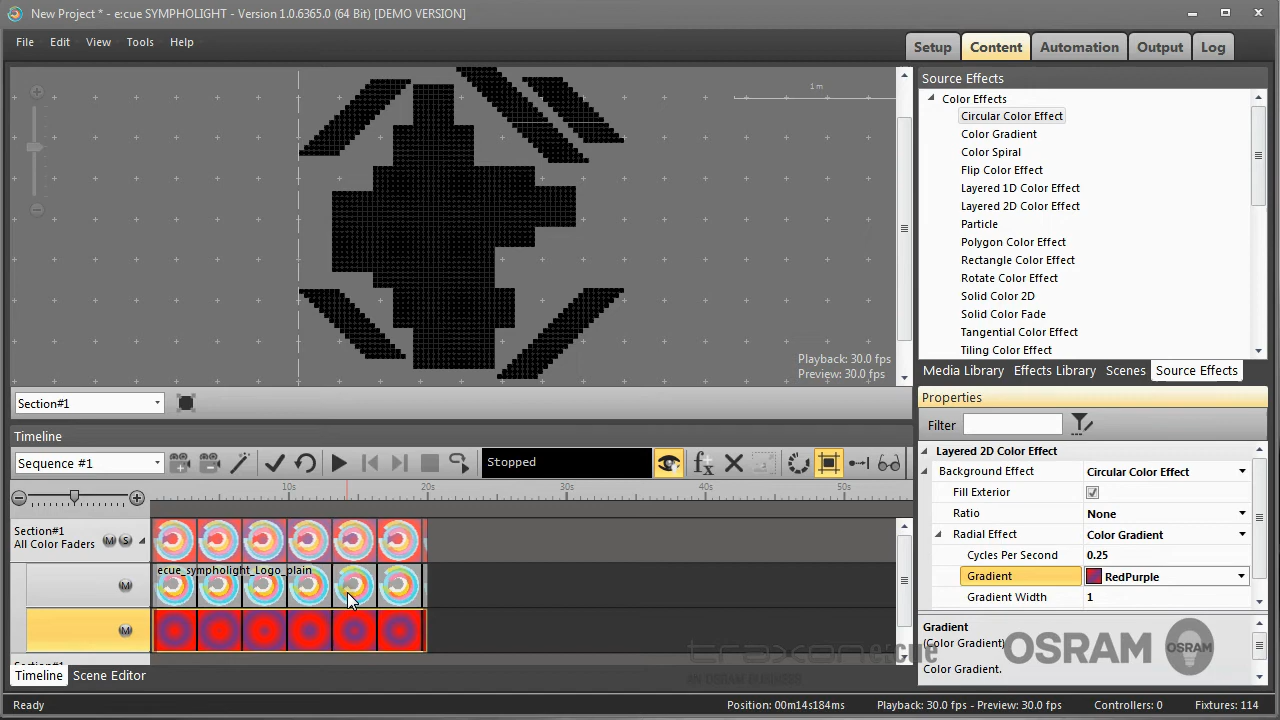 New Project * - e:cue SYMPHOLIGHT - Version 1.0.6365.0 (64 Bit) [DEMO VERSION]
File Edit View Tools Help
Setup Content Automation Output Log
1 m
Playback: 30.0 fps
Preview: 30.0 fps
Source Effects
Color Effects
Circular Color Effect
Color Gradient
Color Spiral
Flip Color Effect
Layered 1D Color Effect
Layered 2D Color Effect
Particle
Polygon Color Effect
Rectangle Color Effect
Rotate Color Effect
Solid Color 2D
Solid Color Fade
Tangential Color Effect
Tiling Color Effect
Media Library Effects Library Scenes Source Effects
Section#1
Timeline
Sequence #1
Stopped
10s 20s 30s 40s 50s
Section#1
All Color Faders M S
ecue_sympholight_Logo_plain
M
M
Section#1
Timeline Scene Editor
Properties
Filter
Layered 2D Color Effect
Background Effect Circular Color Effect
Fill Exterior
Ratio None
Radial Effect Color Gradient
Cycles Per Second 0.25
Gradient RedPurple
Gradient Width 1
Gradient
(Color Gradient)
Color Gradient.
traxon e:cue
AN OSRAM BUSINESS
OSRAM
Ready
Position: 00m14s184ms Playback: 30.0 fps - Preview: 30.0 fps Controllers: 0 Fixtures: 114